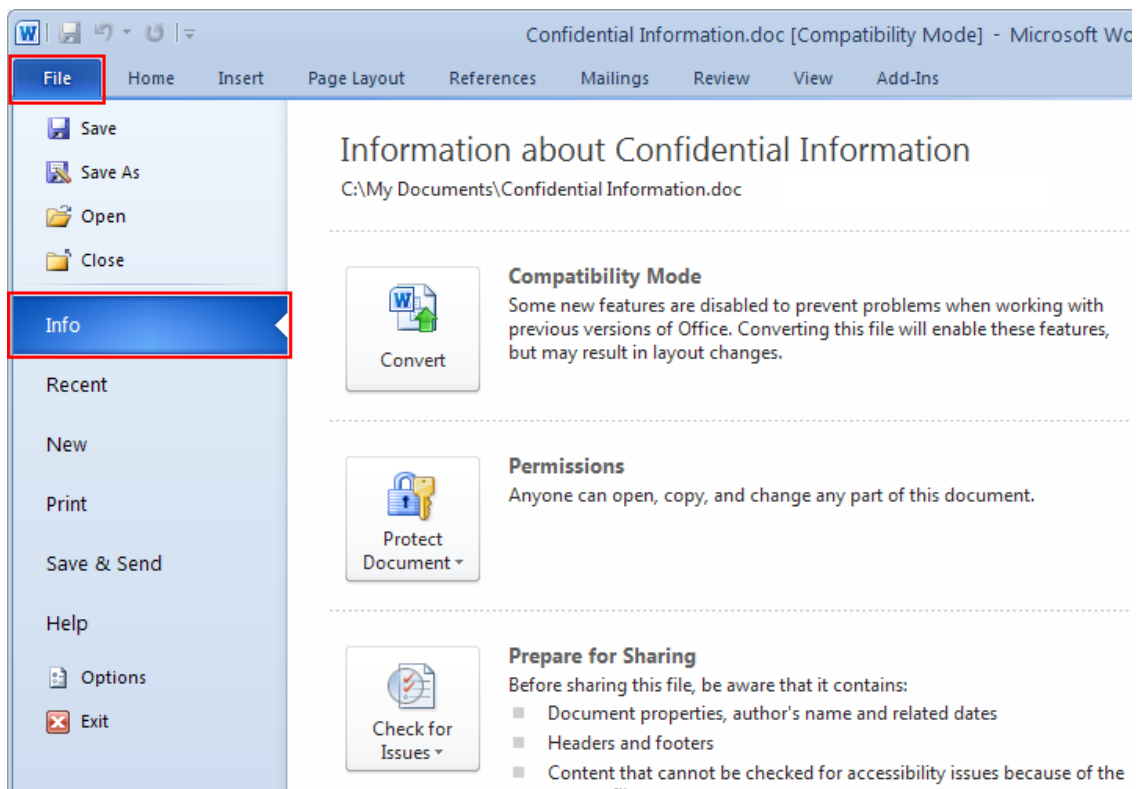 Confidential Information.doc [Compatibility Mode] - Microsoft Wo
File Home Insert Page Layout References Mailings Review View Add-Ins
Save
Save As
Open
Close
Info
Recent
New
Print
Save & Send
Help
Options
Exit
Information about Confidential Information
C:\My Documents\Confidential Information.doc
Convert
Compatibility Mode
Some new features are disabled to prevent problems when working with
previous versions of Office. Converting this file will enable these features,
but may result in layout changes.
Protect
Document
Permissions
Anyone can open, copy, and change any part of this document.
Check for
Issues
Prepare for Sharing
Before sharing this file, be aware that it contains:
Document properties, author's name and related dates
Headers and footers
Content that cannot be checked for accessibility issues because of the